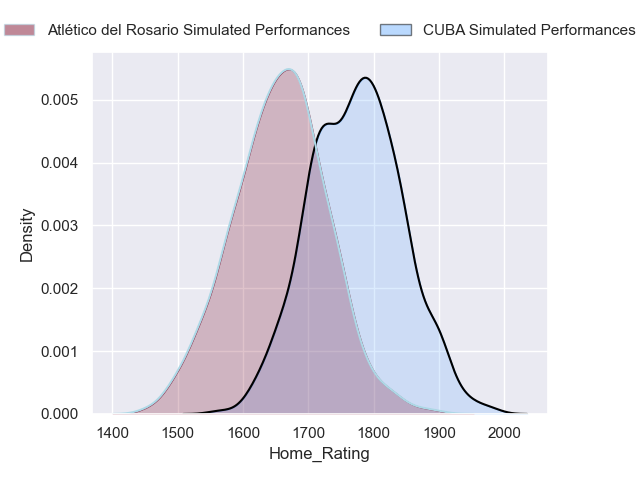 Atlético del Rosario Simulated Performances CUBA Simulated Performances
0.005
0.004
0.003
0.002
0.001
0.000
Density
1400 1500 1600 1700 1800 1900 2000
Home_Rating